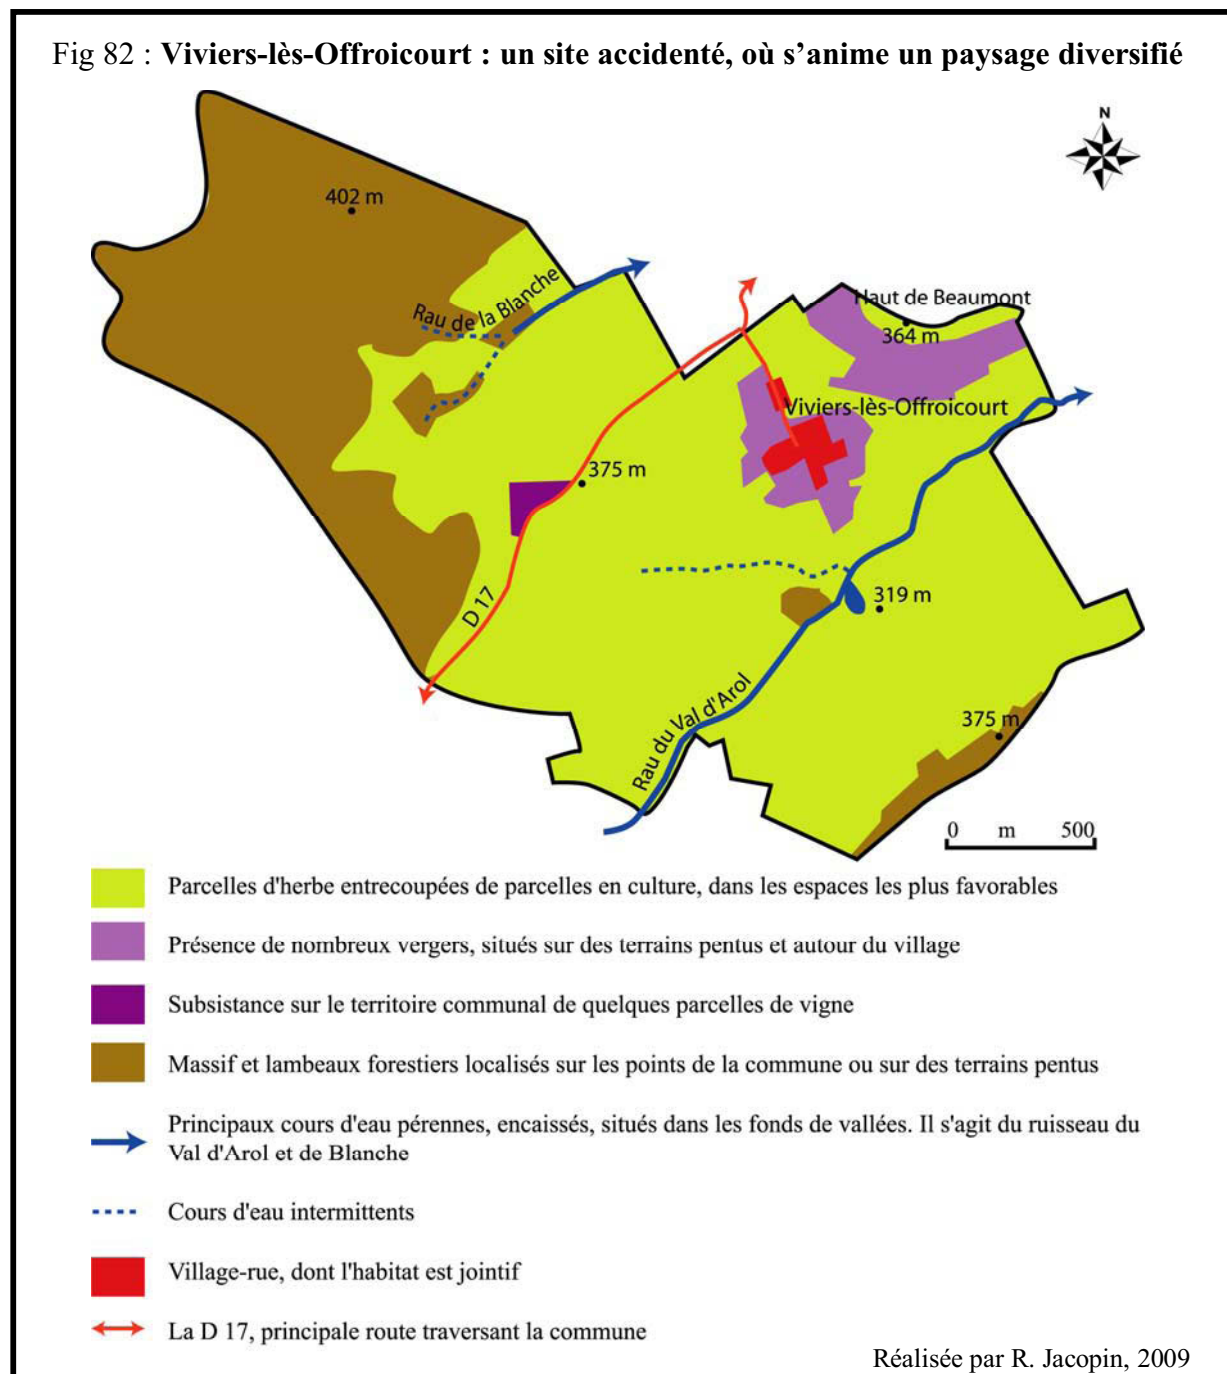 Fig 82 : Viviers-lès-Offroicourt : un site accidenté, où s’anime un paysage diversifié
N
402 m
Rau de la Blanche
Haut de Beaumont
364 m
Viviers-lès-Offroicourt
375 m
D 17
319 m
Rau du Val d'Arol
375 m
0 m 500
Parcelles d'herbe entrecoupées de parcelles en culture, dans les espaces les plus favorables
Présence de nombreux vergers, situés sur des terrains pentus et autour du village
Subsistance sur le territoire communal de quelques parcelles de vigne
Massif et lambeaux forestiers localisés sur les points de la commune ou sur des terrains pentus
Principaux cours d'eau pérennes, encaissés, situés dans les fonds de vallées. Il s'agit du ruisseau du
Val d'Arol et de Blanche
Cours d'eau intermittents
Village-rue, dont l'habitat est jointif
La D 17, principale route traversant la commune
Réalisée par R. Jacopin, 2009